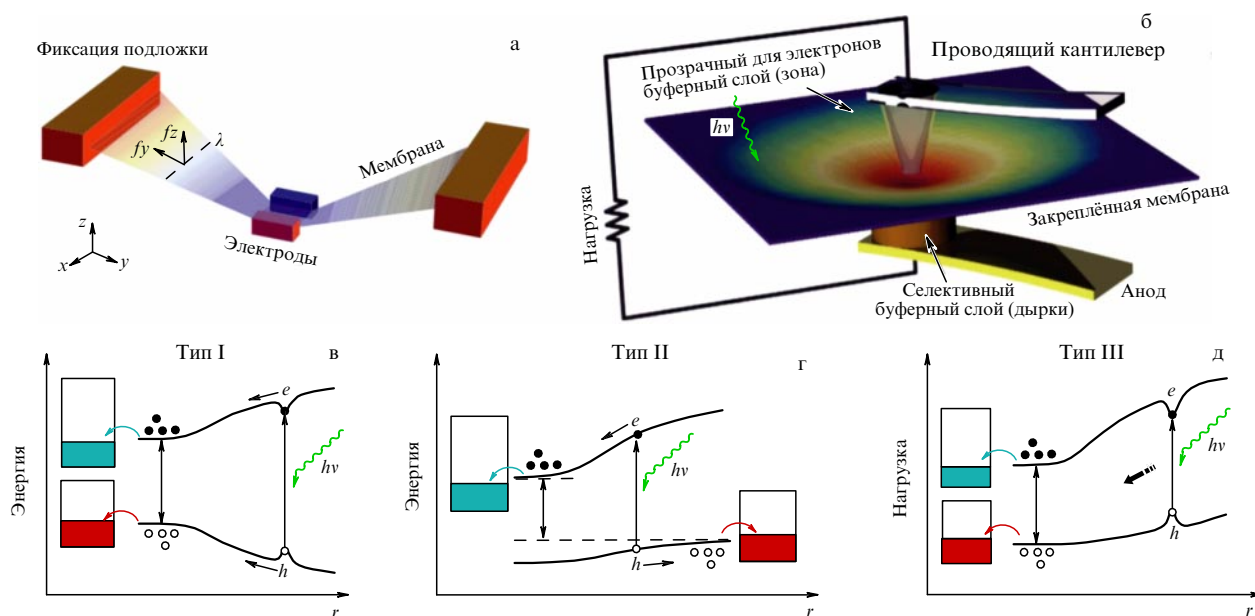 а
Фиксация подложки
fz
fy
λ
Мембрана
Электроды
z
x
y
б
Прозрачный для электронов
буферный слой (зона)
Проводящий кантилевер
hν
Нагрузка
Закреплённая мембрана
Селективный
буферный слой (дырки)
Анод
Тип I
в
Энергия
e
hν
h
r
Тип II
г
Энергия
e
hν
h
r
Тип III
д
Нагрузка
e
hν
h
r